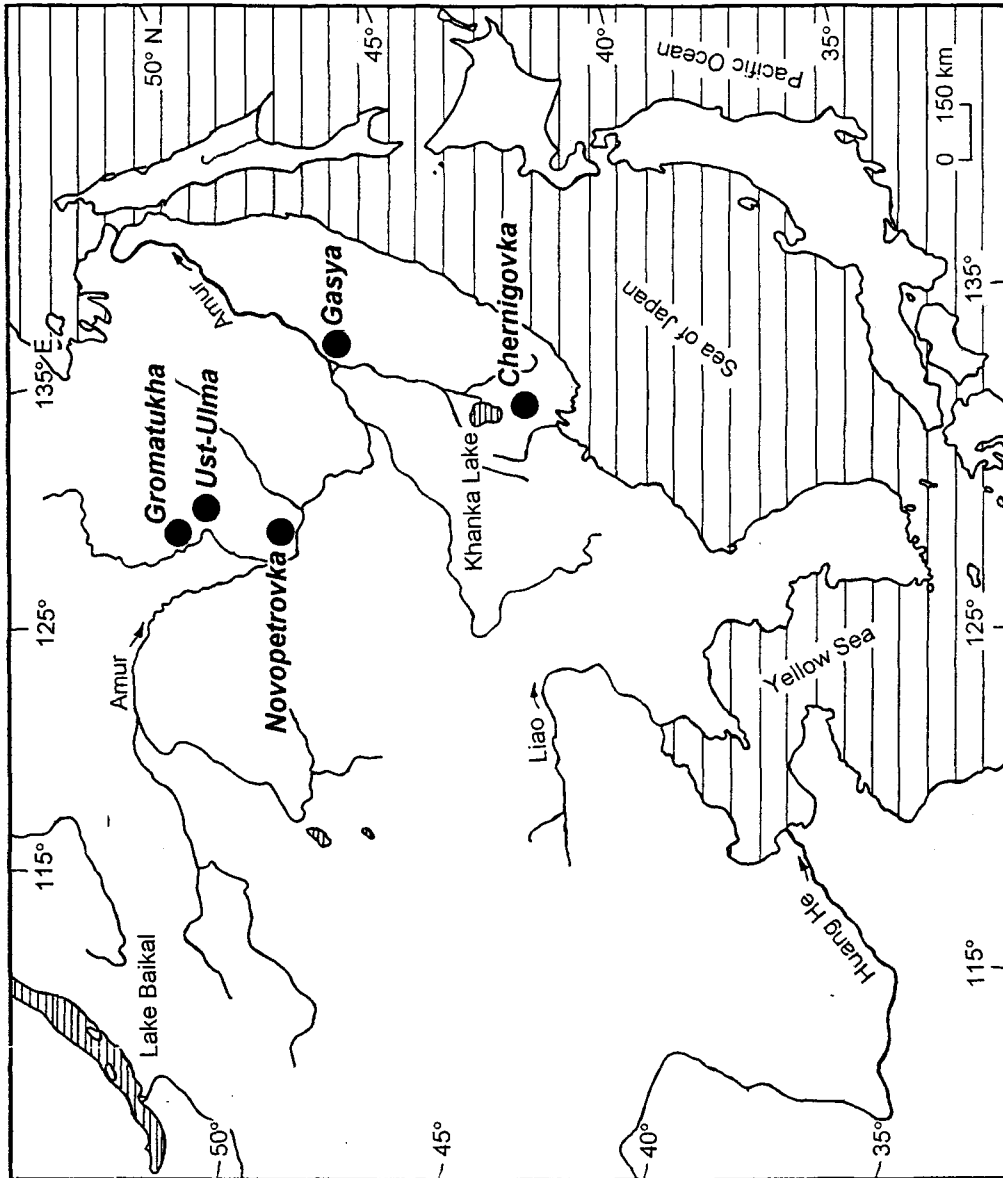 50° N
45°
40°
35°
Pacific Ocean
0 150 km
135° E
Amur
Gasya
Chernigovka
Sea of Japan
135°
Gromatukha
Ust-Ulma
Novopetrovka
Khanka Lake
125°
Amur
Liao
Yellow Sea
125°
115°
Lake Baikal
Huang He
115°
50°
45°
40°
35°